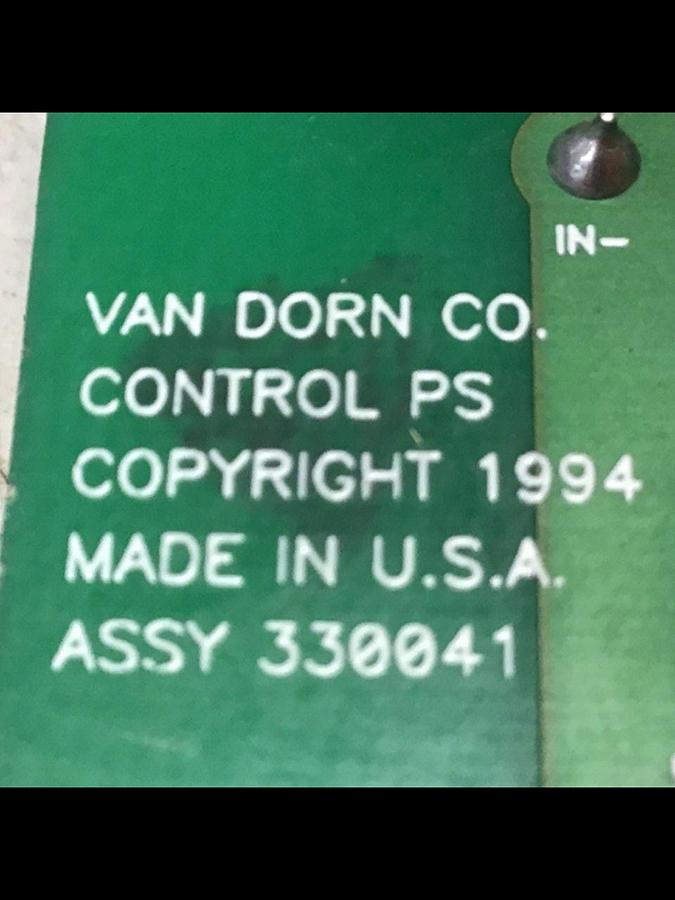 IN-
VAN DORN CO.
CONTROL PS
COPYRIGHT 1994
MADE IN U.S.A.
ASSY 330041